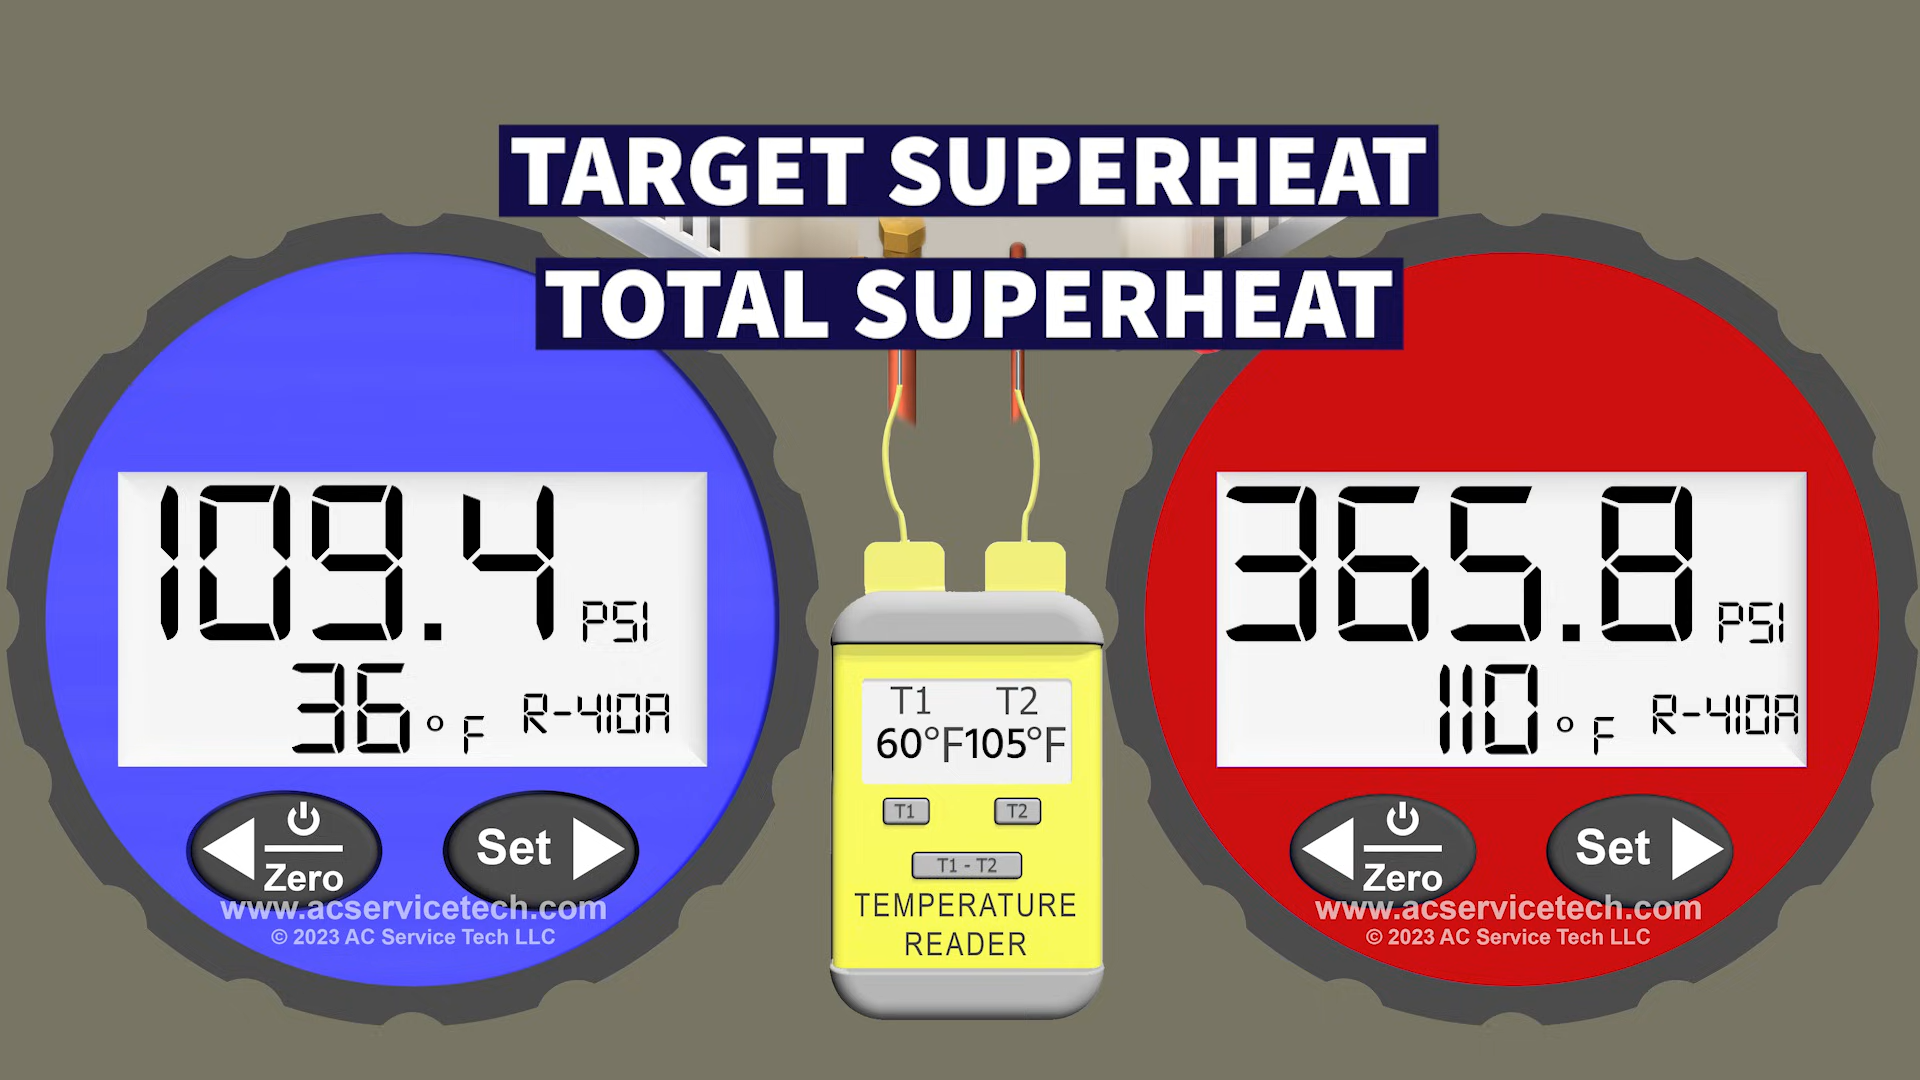 TARGET SUPERHEAT
TOTAL SUPERHEAT
109.4 PSI
36°F R-410A
Zero
Set
www.acservicetech.com
© 2023 AC Service Tech LLC
T1 T2
60°F105°F
T1 T2
T1 - T2
TEMPERATURE
READER
365.8 PSI
110°F R-410A
Zero
Set
www.acservicetech.com
© 2023 AC Service Tech LLC